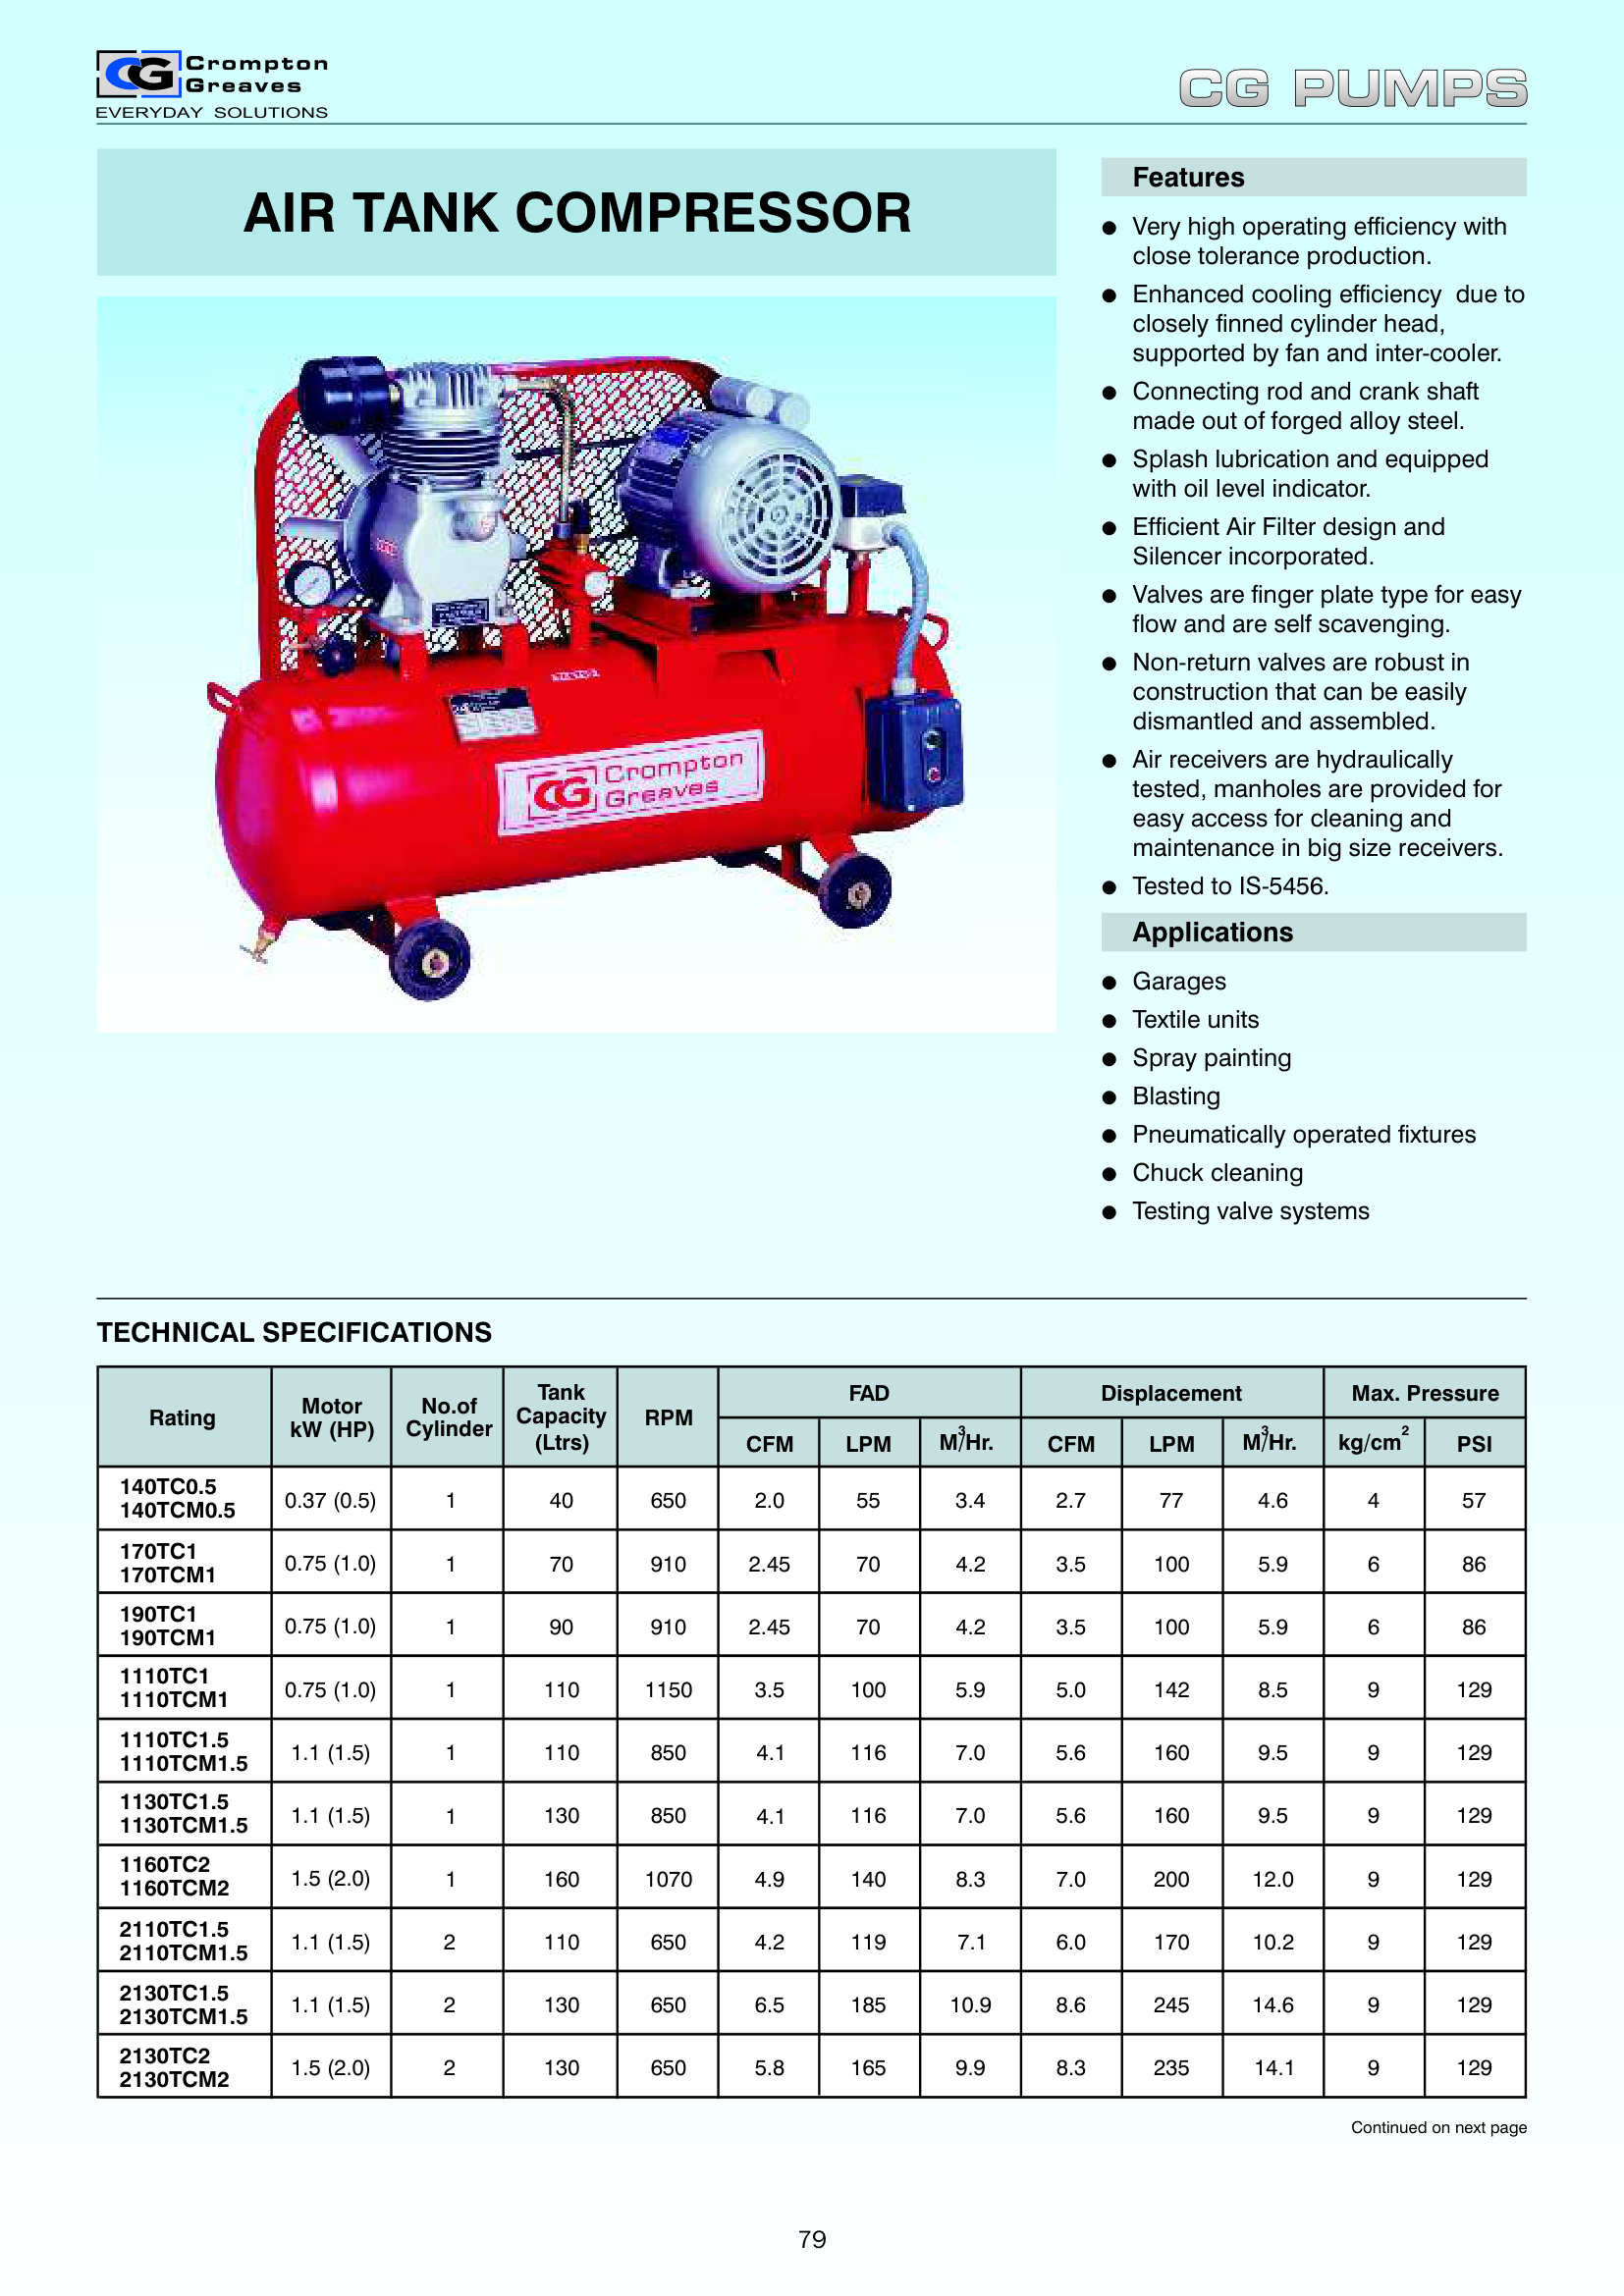 CG Crompton
Greaves
EVERYDAY SOLUTIONS
CG PUMPS
AIR TANK COMPRESSOR
CG Crompton
Greaves
Features
● Very high operating efficiency with
close tolerance production.
● Enhanced cooling efficiency due to
closely finned cylinder head,
supported by fan and inter-cooler.
● Connecting rod and crank shaft
made out of forged alloy steel.
● Splash lubrication and equipped
with oil level indicator.
● Efficient Air Filter design and
Silencer incorporated.
● Valves are finger plate type for easy
flow and are self scavenging.
● Non-return valves are robust in
construction that can be easily
dismantled and assembled.
● Air receivers are hydraulically
tested, manholes are provided for
easy access for cleaning and
maintenance in big size receivers.
● Tested to IS-5456.
Applications
● Garages
● Textile units
● Spray painting
● Blasting
● Pneumatically operated fixtures
● Chuck cleaning
● Testing valve systems
TECHNICAL SPECIFICATIONS
Rating Motor kW (HP) No.of Cylinder Tank Capacity (Ltrs) RPM FAD Displacement Max. Pressure
CFM LPM M³/Hr. CFM LPM M³/Hr. kg/cm² PSI
140TC0.5 140TCM0.5 0.37 (0.5) 1 40 650 2.0 55 3.4 2.7 77 4.6 4 57
170TC1 170TCM1 0.75 (1.0) 1 70 910 2.45 70 4.2 3.5 100 5.9 6 86
190TC1 190TCM1 0.75 (1.0) 1 90 910 2.45 70 4.2 3.5 100 5.9 6 86
1110TC1 1110TCM1 0.75 (1.0) 1 110 1150 3.5 100 5.9 5.0 142 8.5 9 129
1110TC1.5 1110TCM1.5 1.1 (1.5) 1 110 850 4.1 116 7.0 5.6 160 9.5 9 129
1130TC1.5 1130TCM1.5 1.1 (1.5) 1 130 850 4.1 116 7.0 5.6 160 9.5 9 129
1160TC2 1160TCM2 1.5 (2.0) 1 160 1070 4.9 140 8.3 7.0 200 12.0 9 129
2110TC1.5 2110TCM1.5 1.1 (1.5) 2 110 650 4.2 119 7.1 6.0 170 10.2 9 129
2130TC1.5 2130TCM1.5 1.1 (1.5) 2 130 650 6.5 185 10.9 8.6 245 14.6 9 129
2130TC2 2130TCM2 1.5 (2.0) 2 130 650 5.8 165 9.9 8.3 235 14.1 9 129
Continued on next page
79